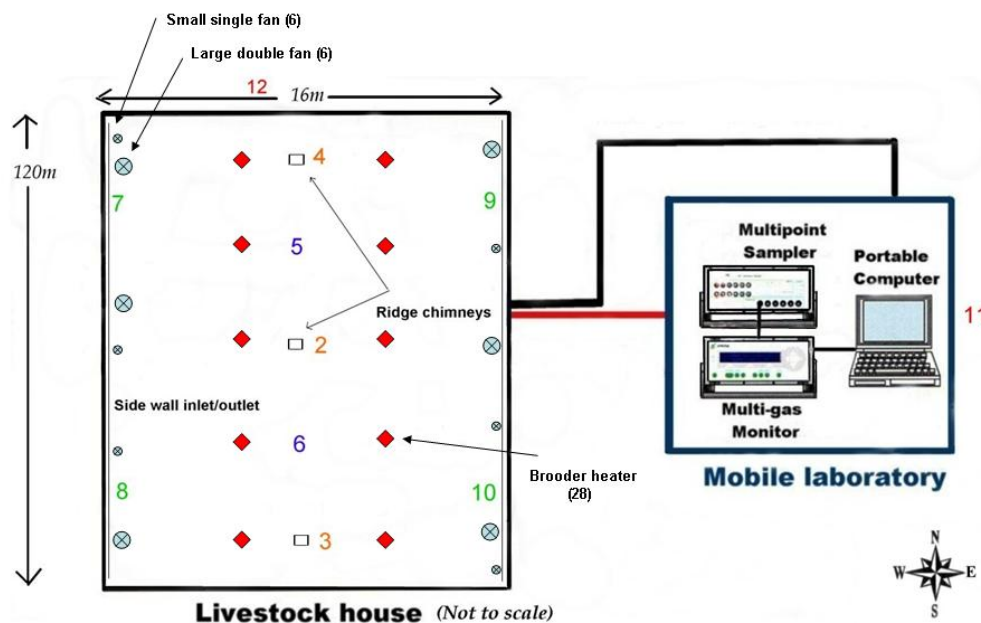 Small single fan (6)
Large double fan (6)
12
16m
120m
4
7
9
5
Multipoint
Sampler
Portable
Computer
Ridge chimneys
11
2
Side wall inlet/outlet
Multi-gas
Monitor
6
Brooder heater
(28)
Mobile laboratory
8
10
3
N
W
E
S
Livestock house (Not to scale)